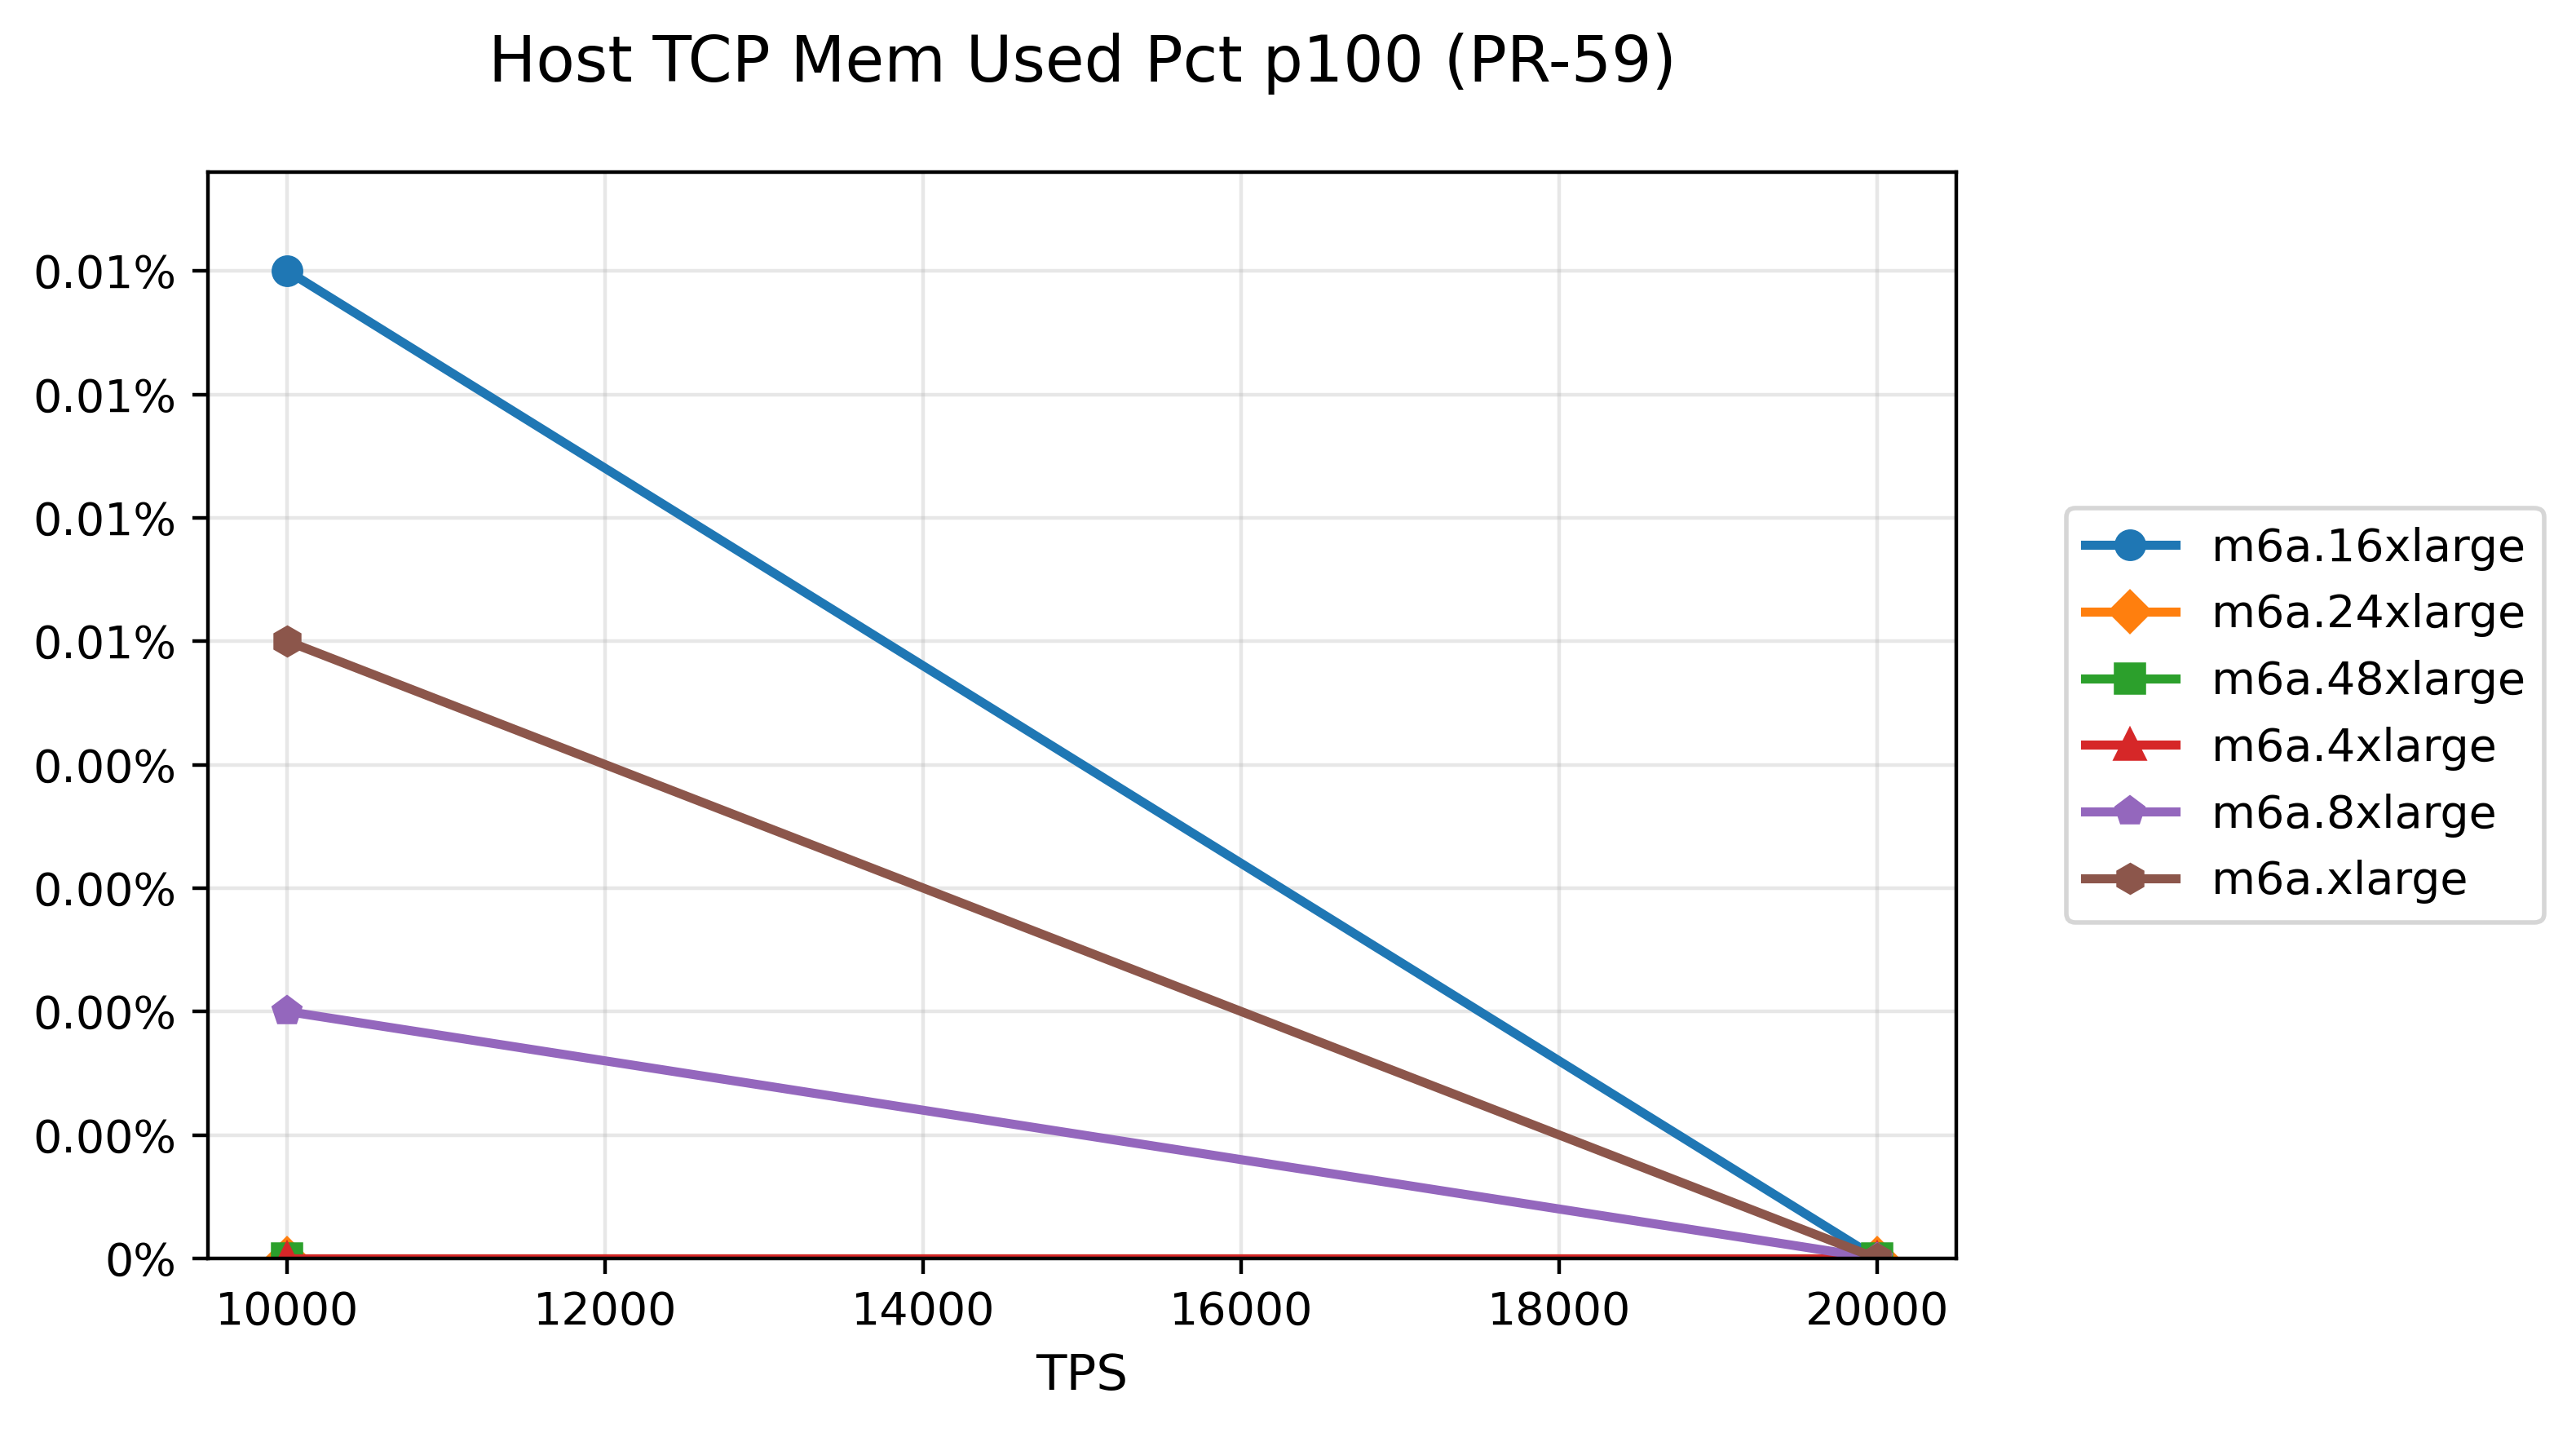 Host TCP Mem Used Pct p100 (PR-59)
0.01%
0.01%
0.01%
0.01%
0.00%
0.00%
0.00%
0.00%
0%
10000 12000 14000 16000 18000 20000
TPS
m6a.16xlarge
m6a.24xlarge
m6a.48xlarge
m6a.4xlarge
m6a.8xlarge
m6a.xlarge